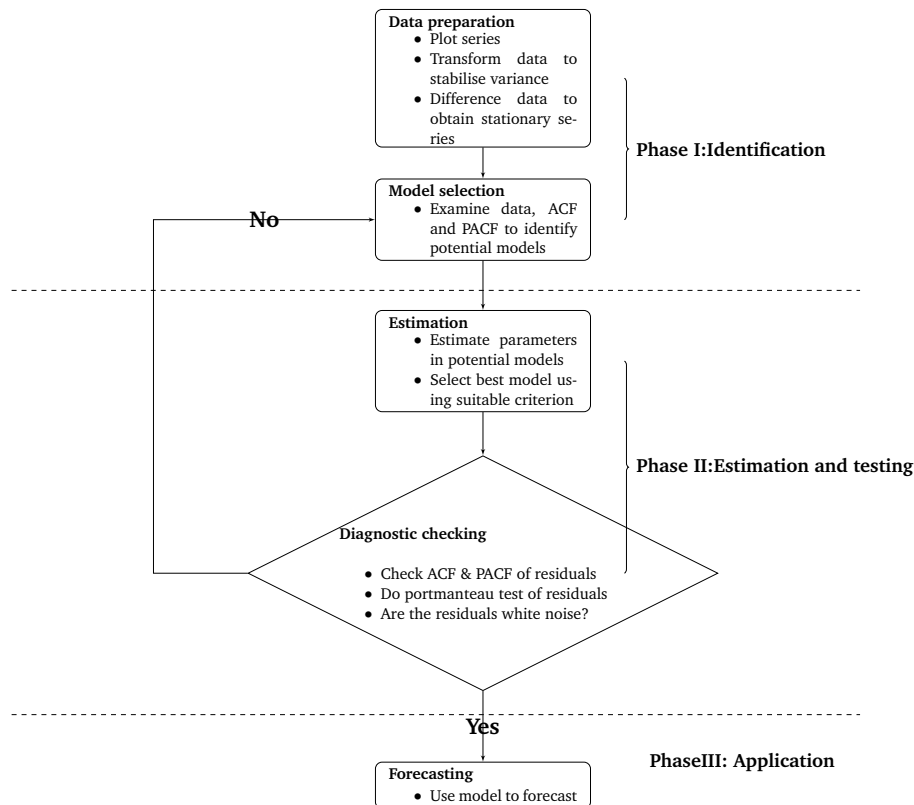 Data preparation
• Plot series
• Transform data to
stabilise variance
• Difference data to
obtain stationary se-
ries
Phase I:Identification
Model selection
• Examine data, ACF
and PACF to identify
potential models
No
Estimation
• Estimate parameters
in potential models
• Select best model us-
ing suitable criterion
Phase II:Estimation and testing
Diagnostic checking
• Check ACF & PACF of residuals
• Do portmanteau test of residuals
• Are the residuals white noise?
Yes
PhaseIII: Application
Forecasting
• Use model to forecast